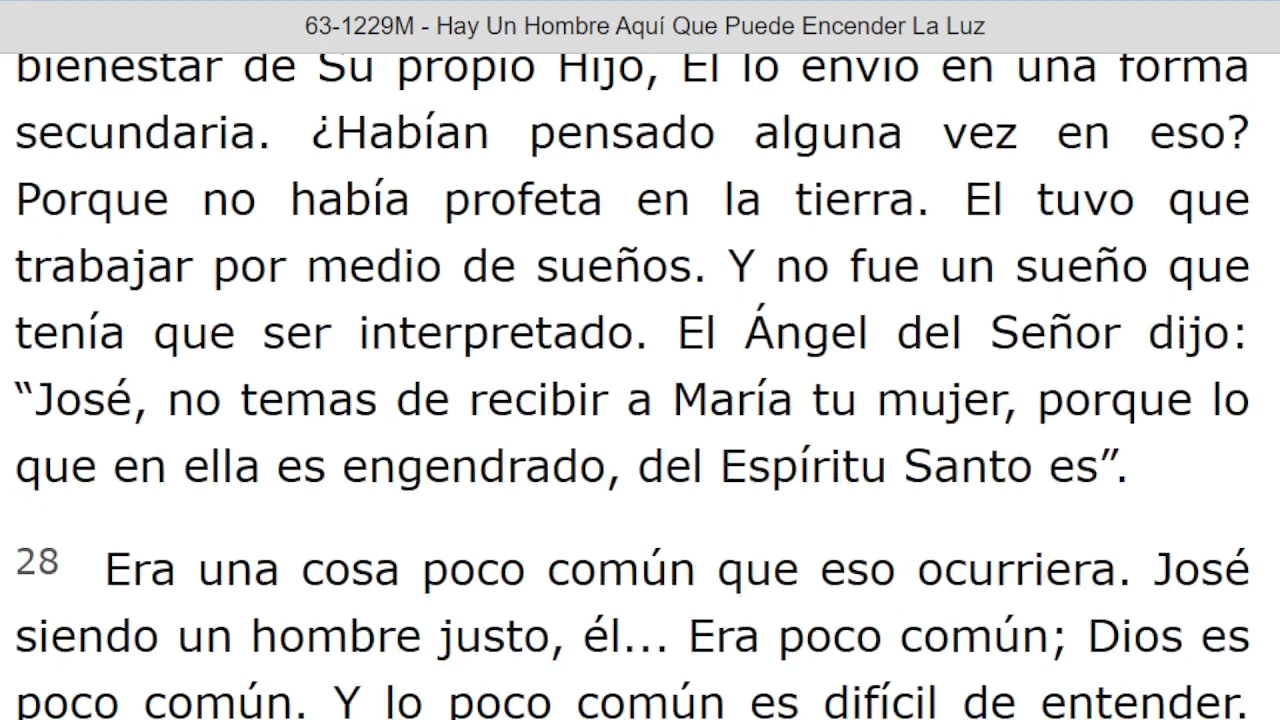 63-1229M - Hay Un Hombre Aquí Que Puede Encender La Luz
bienestar de Su propio Hijo, El lo envió en una forma
secundaria. ¿Habían pensado alguna vez en eso?
Porque no había profeta en la tierra. El tuvo que
trabajar por medio de sueños. Y no fue un sueño que
tenía que ser interpretado. El Ángel del Señor dijo:
“José, no temas de recibir a María tu mujer, porque lo
que en ella es engendrado, del Espíritu Santo es”.
28 Era una cosa poco común que eso ocurriera. José
siendo un hombre justo, él... Era poco común; Dios es
poco común. Y lo poco común es difícil de entender.